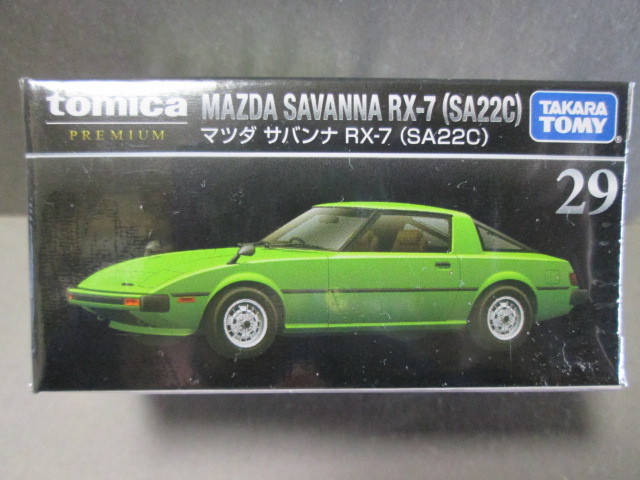 tomica
PREMIUM
MAZDA SAVANNA RX-7 (SA22C)
マツダ サバンナ RX-7 (SA22C)
TAKARA
TOMY
®
29